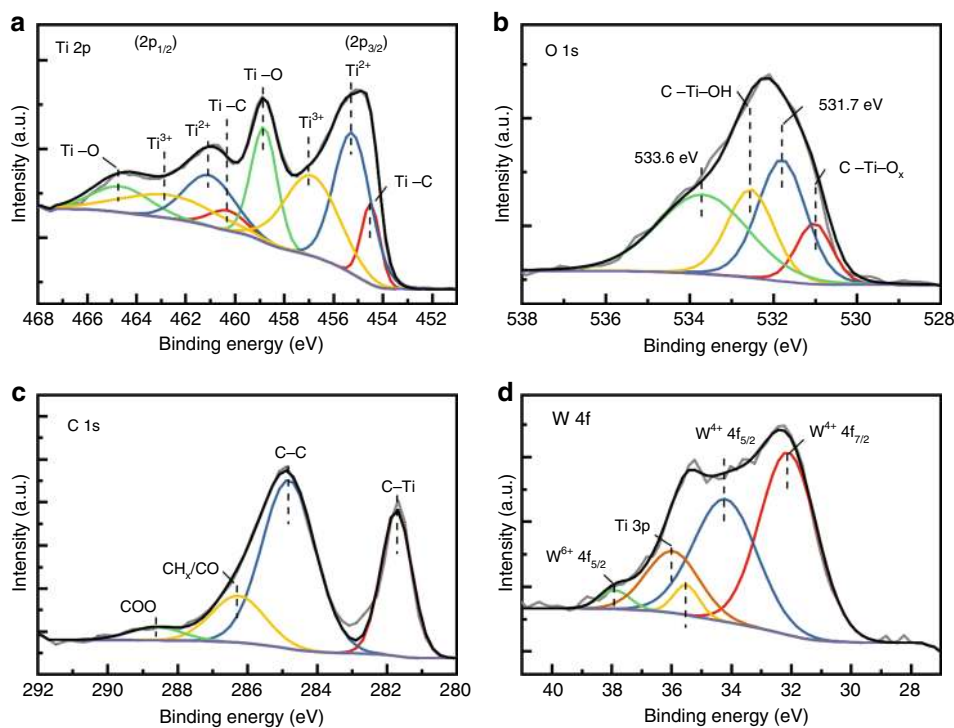 a
Ti 2p
(2p1/2)
(2p3/2)
Ti –O
Ti2+
Ti –C
Ti3+
Ti2+
Ti3+
Ti –O
Ti –C
Intensity (a.u.)
468 466 464 462 460 458 456 454 452
Binding energy (eV)
b
O 1s
C –Ti–OH
531.7 eV
533.6 eV
C –Ti–Ox
Intensity (a.u.)
538 536 534 532 530 528
Binding energy (eV)
c
C 1s
C–C
C–Ti
CHx/CO
COO
Intensity (a.u.)
292 290 288 286 284 282 280
Binding energy (eV)
d
W 4f
W4+ 4f5/2
W4+ 4f7/2
Ti 3p
W6+ 4f5/2
Intensity (a.u.)
40 38 36 34 32 30 28
Binding energy (eV)